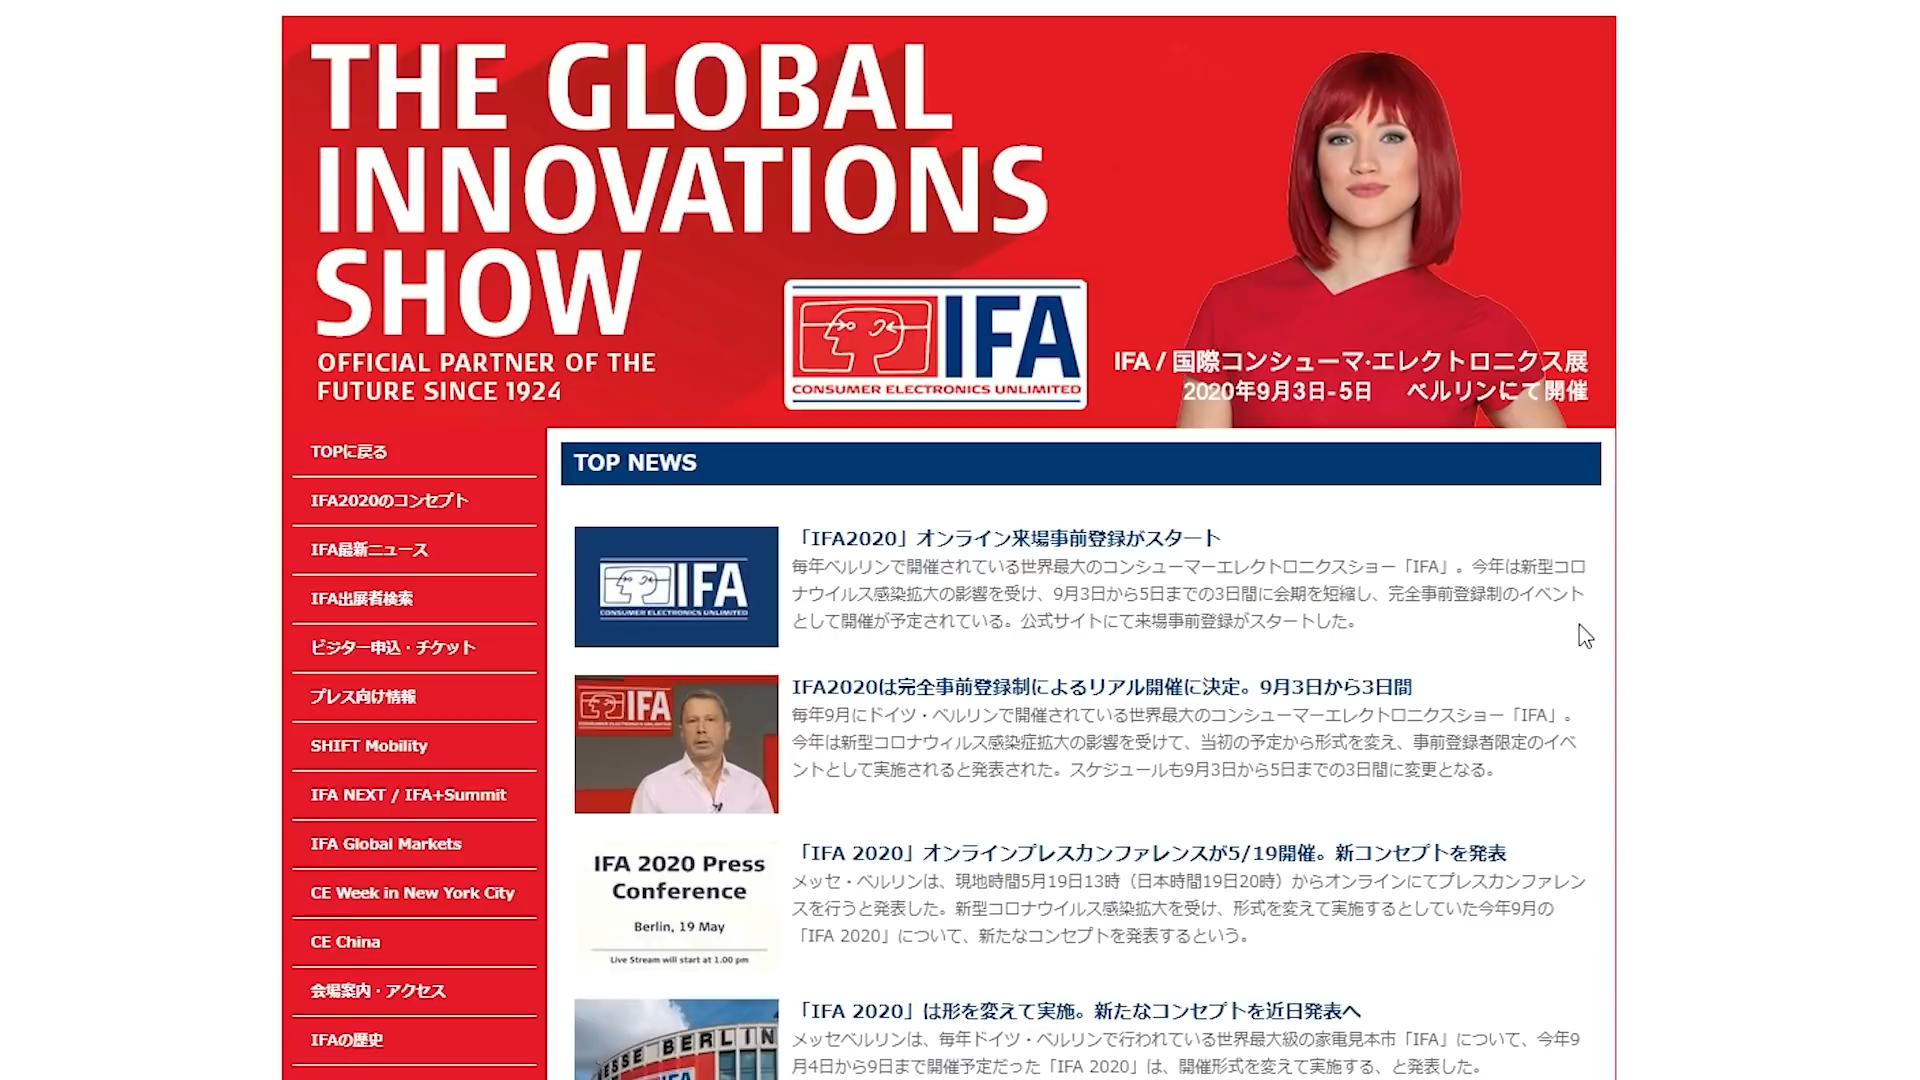 THE GLOBAL
INNOVATIONS
SHOW
OFFICIAL PARTNER OF THE
FUTURE SINCE 1924
IFA
CONSUMER ELECTRONICS UNLIMITED
IFA / 国際コンシューマ・エレクトロニクス展
2020年9月3日-5日 ベルリンにて開催
TOPに戻る
IFA2020のコンセプト
IFA最新ニュース
IFA出展者検索
ビジター申込・チケット
プレス向け情報
SHIFT Mobility
IFA NEXT / IFA+Summit
IFA Global Markets
CE Week in New York City
CE China
会場案内・アクセス
IFAの歴史
TOP NEWS
IFA
CONSUMER ELECTRONICS UNLIMITED
「IFA2020」オンライン来場事前登録がスタート
毎年ベルリンで開催されている世界最大のコンシューマーエレクトロニクスショー「IFA」。今年は新型コロ
ナウイルス感染拡大の影響を受け、9月3日から5日までの3日間に会期を短縮し、完全事前登録制のイベント
として開催が予定されている。公式サイトにて来場事前登録がスタートした。
IFA
IFA2020は完全事前登録制によるリアル開催に決定。9月3日から3日間
毎年9月にドイツ・ベルリンで開催されている世界最大のコンシューマーエレクトロニクスショー「IFA」。
今年は新型コロナウィルス感染症拡大の影響を受けて、当初の予定から形式を変え、事前登録者限定のイベ
ントとして実施されると発表された。スケジュールも9月3日から5日までの3日間に変更となる。
IFA 2020 Press
Conference
Berlin, 19 May
Live Stream will start at 1.00 pm
「IFA 2020」オンラインプレスカンファレンスが5/19開催。新コンセプトを発表
メッセ・ベルリンは、現地時間5月19日13時（日本時間19日20時）からオンラインにてプレスカンファレン
スを行うと発表した。新型コロナウイルス感染拡大を受け、形式を変えて実施するとしていた今年9月の
「IFA 2020」について、新たなコンセプトを発表するという。
ESSE BERLIN
IFA
「IFA 2020」は形を変えて実施。新たなコンセプトを近日発表へ
メッセベルリンは、毎年ドイツ・ベルリンで行われている世界最大級の家電見本市「IFA」について、今年9
月4日から9日まで開催予定だった「IFA 2020」は、開催形式を変えて実施する、と発表した。